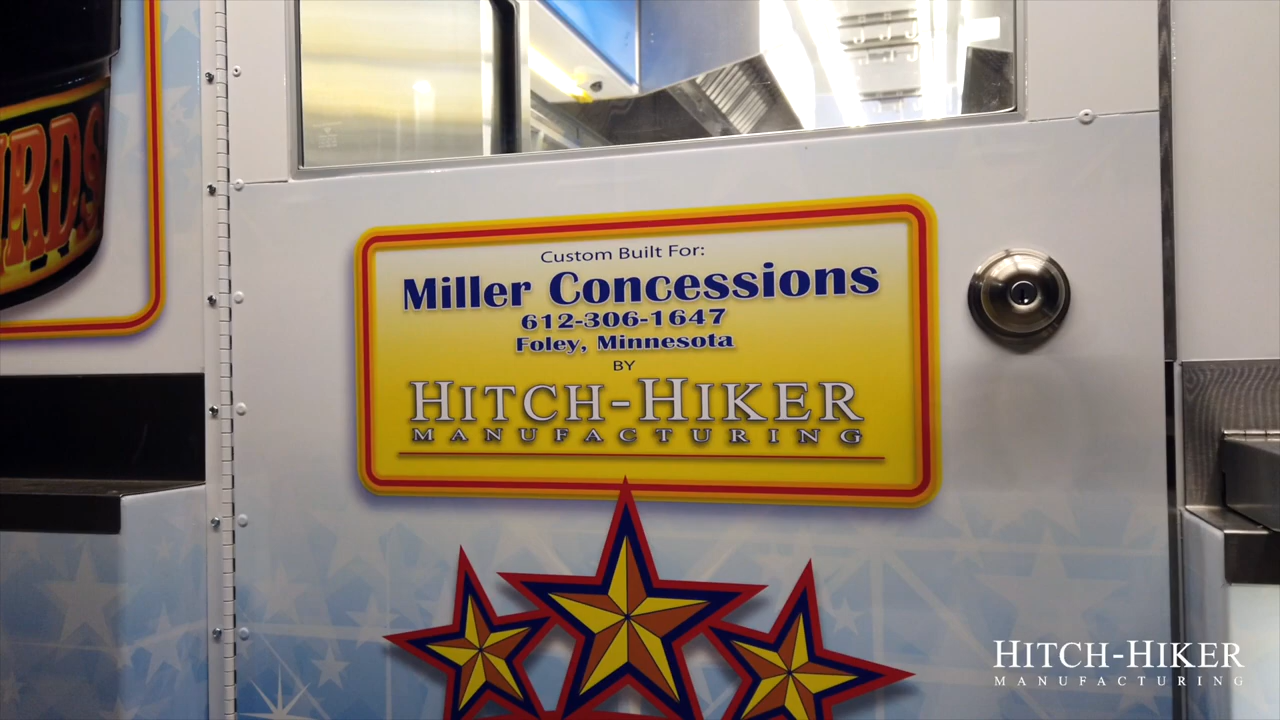 Custom Built For:
Miller Concessions
612-306-1647
Foley, Minnesota
BY
HITCH-HIKER
MANUFACTURING
HITCH-HIKER
MANUFACTURING